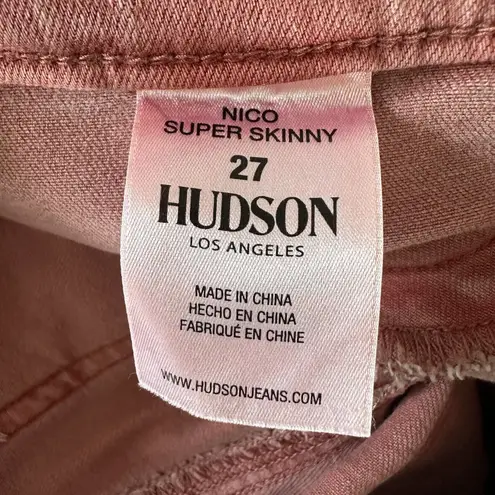 NICO
SUPER SKINNY
27
HUDSON
LOS ANGELES
MADE IN CHINA
HECHO EN CHINA
FABRIQUÉ EN CHINE
WWW.HUDSONJEANS.COM